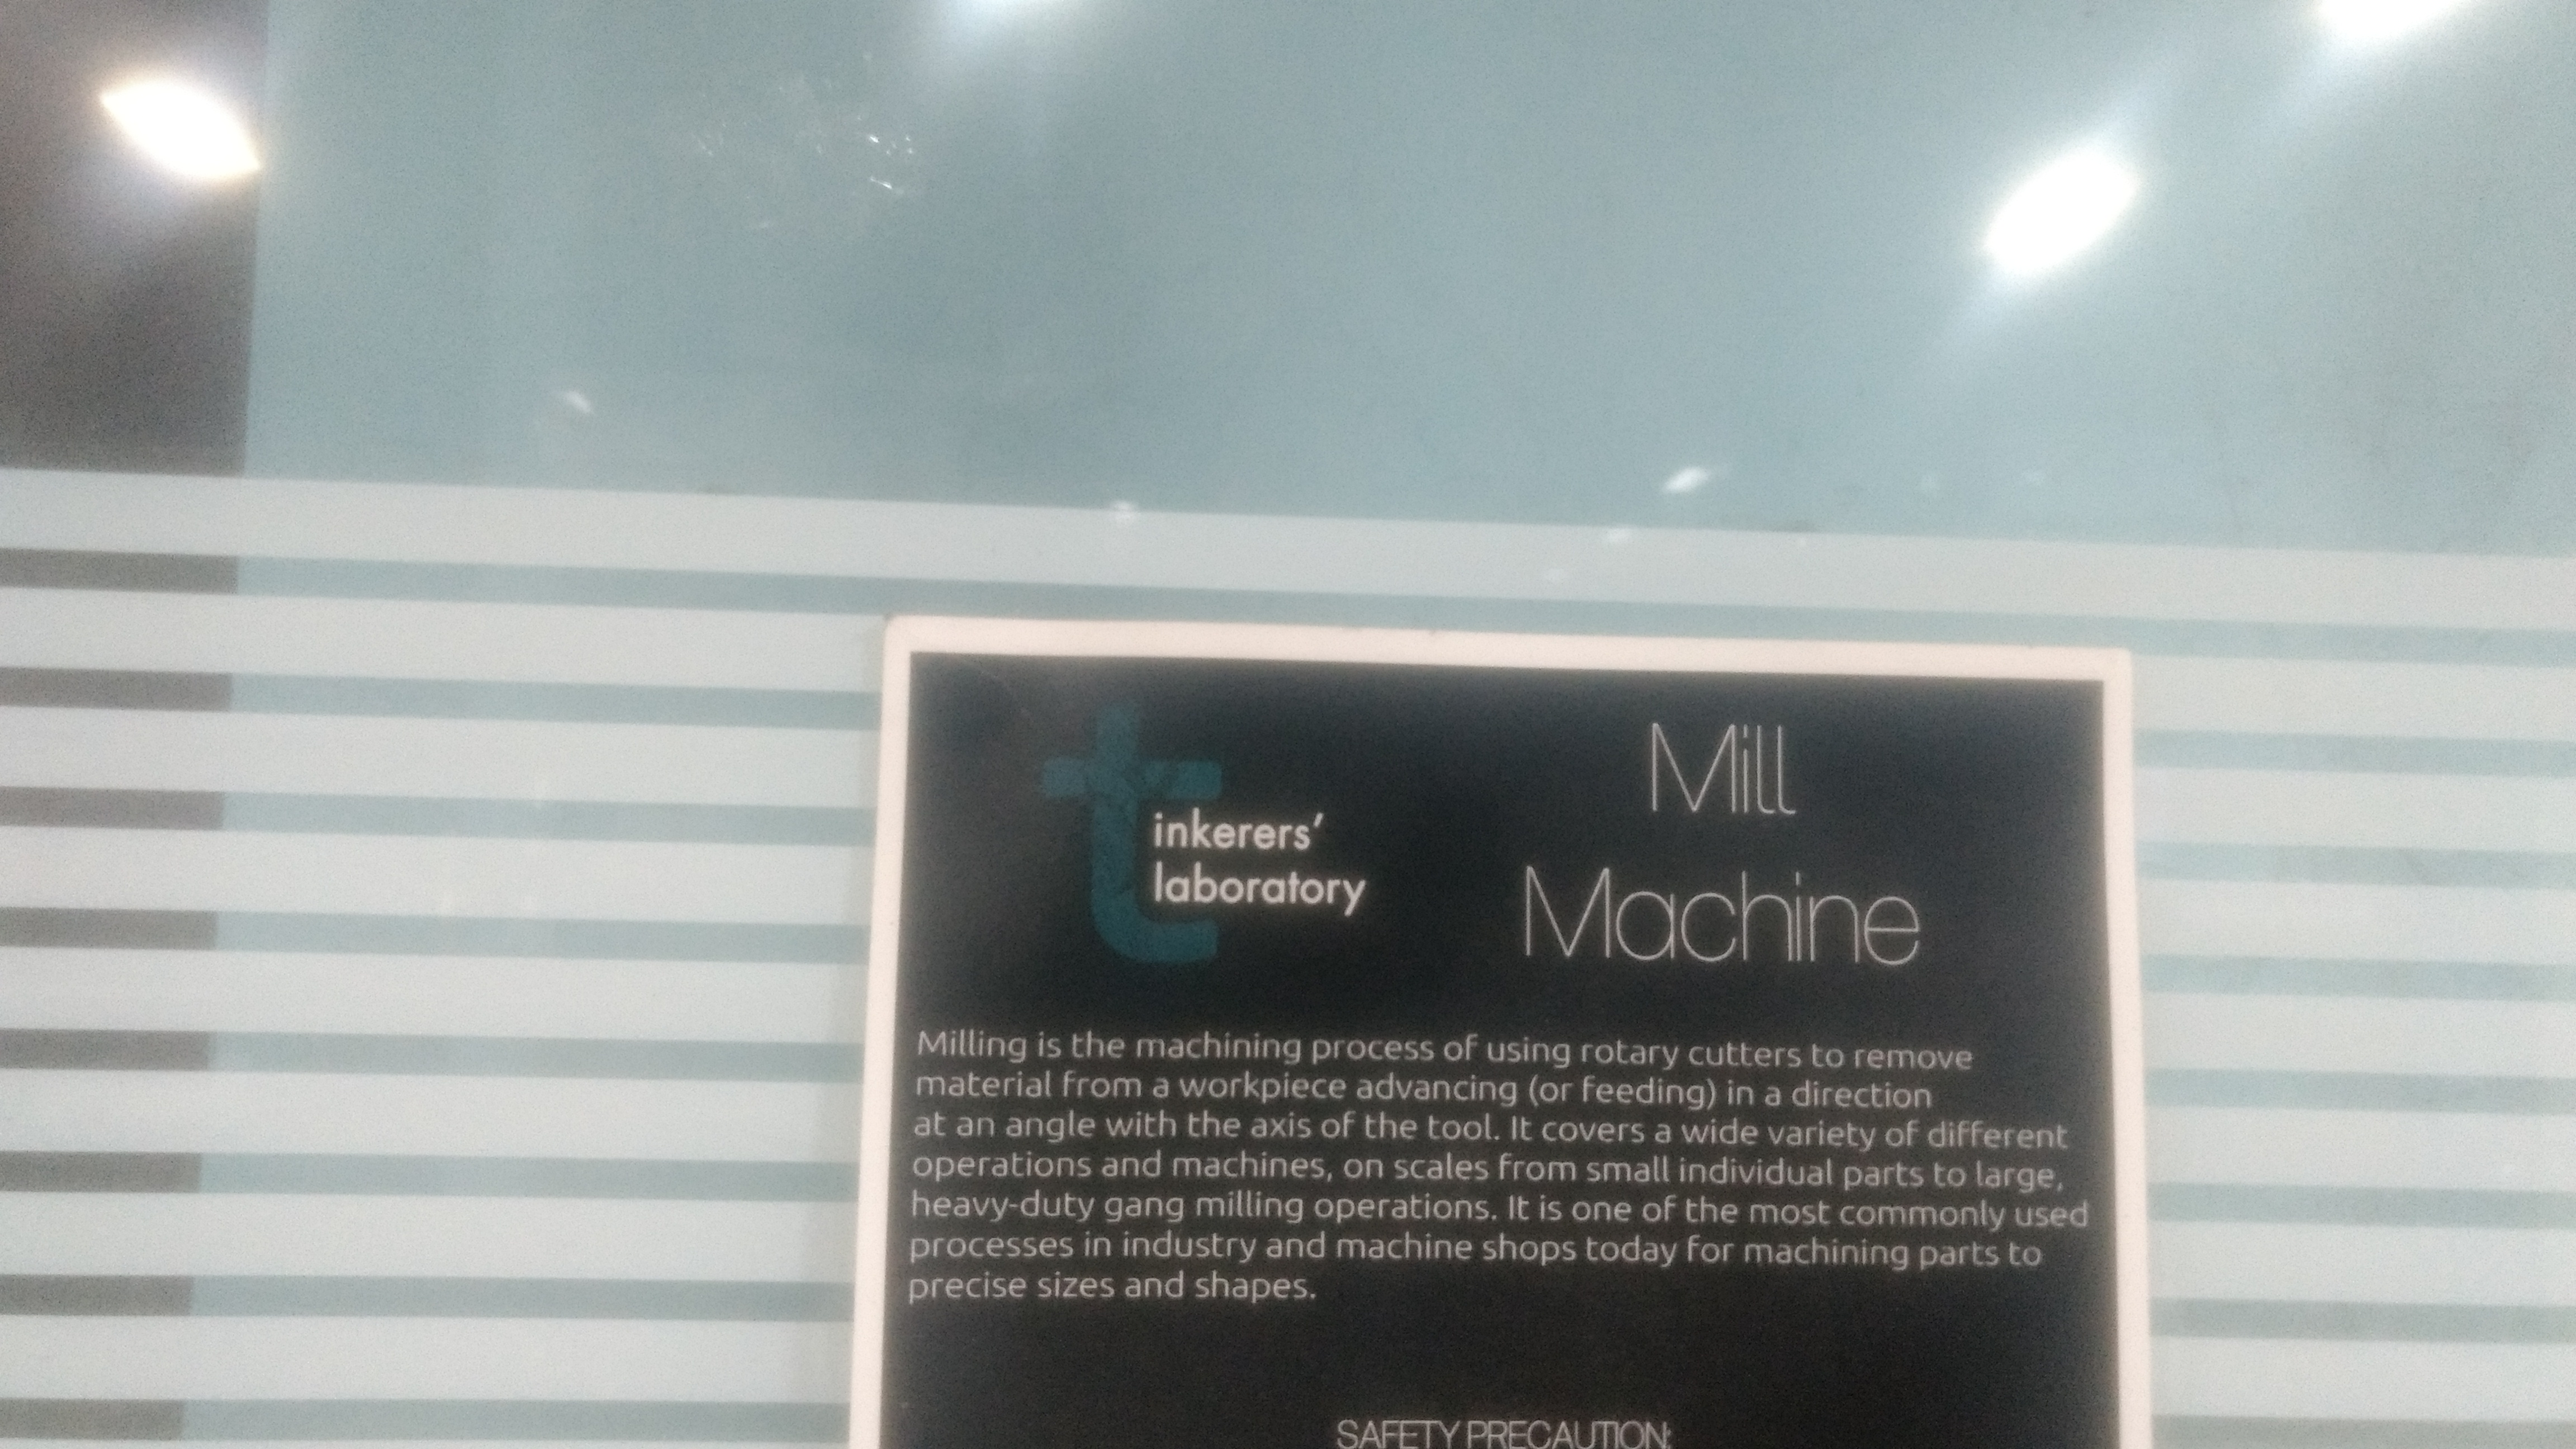 tinkerers'
laboratory
Mill
Machine
Milling is the machining process of using rotary cutters to remove
material from a workpiece advancing (or feeding) in a direction
at an angle with the axis of the tool. It covers a wide variety of different
operations and machines, on scales from small individual parts to large,
heavy-duty gang milling operations. It is one of the most commonly used
processes in industry and machine shops today for machining parts to
precise sizes and shapes.
SAFETY PRECAUTION: